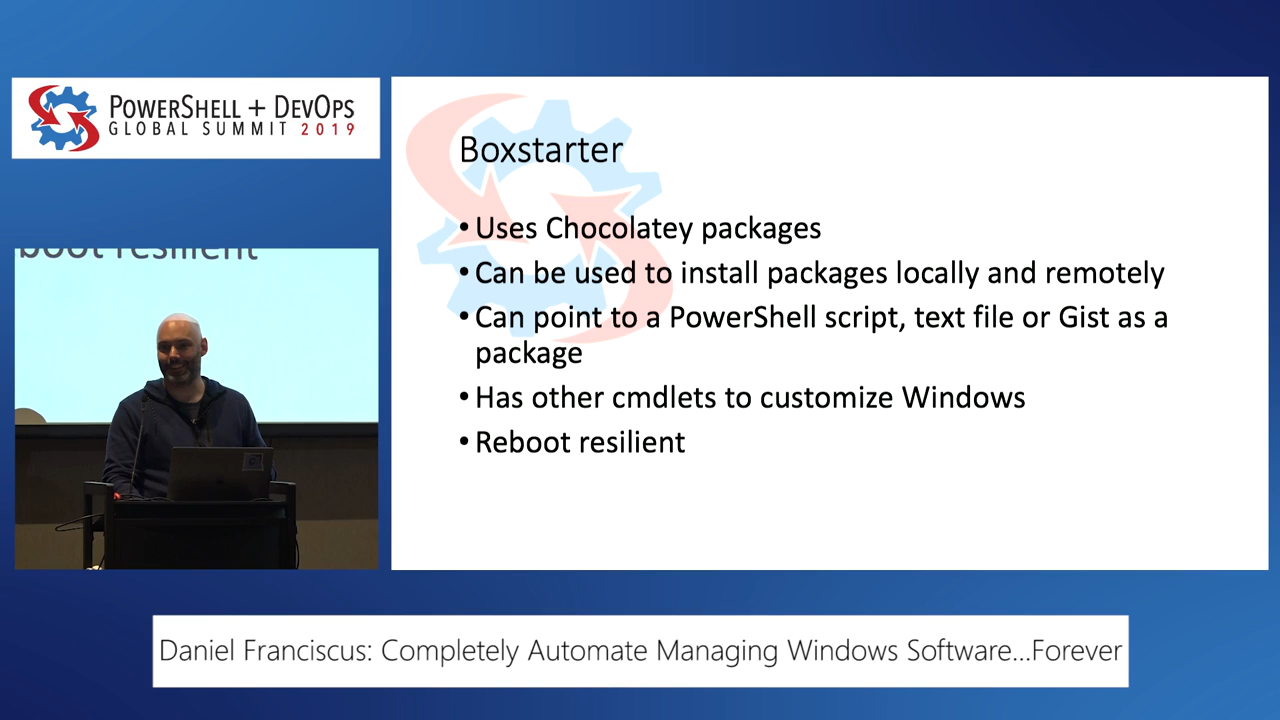 POWERSHELL + DEVOPS
GLOBAL SUMMIT 2019
Boxstarter
• Uses Chocolatey packages
• Can be used to install packages locally and remotely
• Can point to a PowerShell script, text file or Gist as a
package
• Has other cmdlets to customize Windows
• Reboot resilient
boot resilient
Daniel Franciscus: Completely Automate Managing Windows Software...Forever